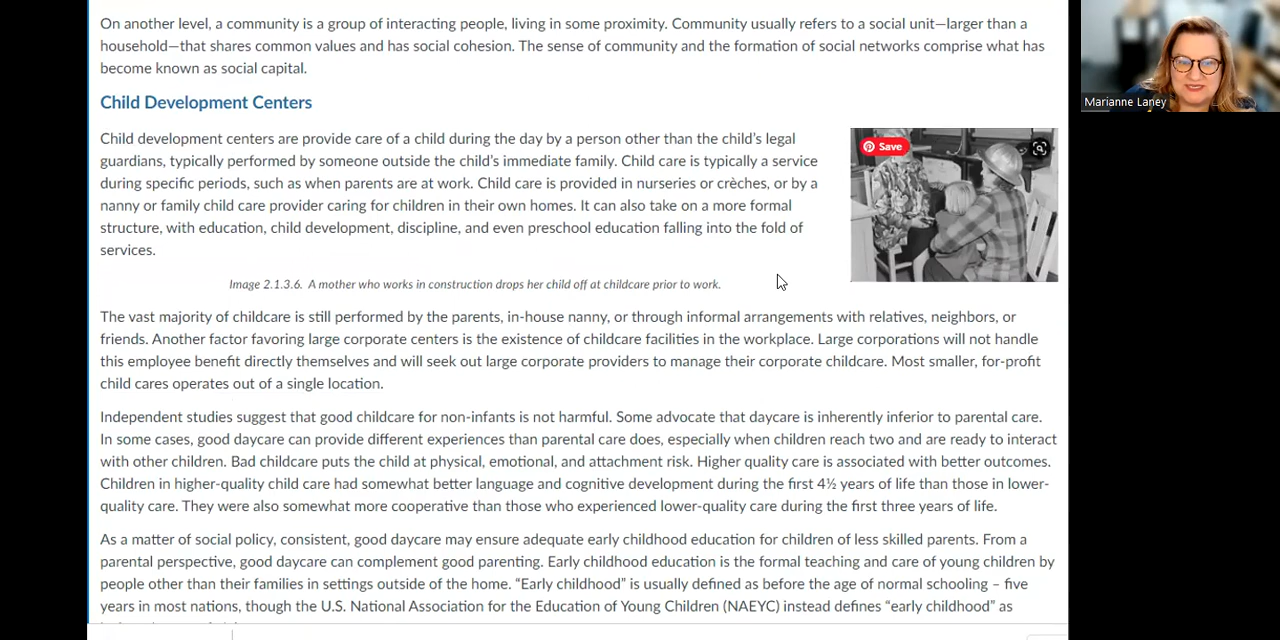 On another level, a community is a group of interacting people, living in some proximity. Community usually refers to a social unit—larger than a
household—that shares common values and has social cohesion. The sense of community and the formation of social networks comprise what has
become known as social capital.
Child Development Centers
Child development centers are provide care of a child during the day by a person other than the child's legal
guardians, typically performed by someone outside the child's immediate family. Child care is typically a service
during specific periods, such as when parents are at work. Child care is provided in nurseries or crèches, or by a
nanny or family child care provider caring for children in their own homes. It can also take on a more formal
structure, with education, child development, discipline, and even preschool education falling into the fold of
services.
Save
Image 2.1.3.6. A mother who works in construction drops her child off at childcare prior to work.
The vast majority of childcare is still performed by the parents, in-house nanny, or through informal arrangements with relatives, neighbors, or
friends. Another factor favoring large corporate centers is the existence of childcare facilities in the workplace. Large corporations will not handle
this employee benefit directly themselves and will seek out large corporate providers to manage their corporate childcare. Most smaller, for-profit
child cares operates out of a single location.
Independent studies suggest that good childcare for non-infants is not harmful. Some advocate that daycare is inherently inferior to parental care.
In some cases, good daycare can provide different experiences than parental care does, especially when children reach two and are ready to interact
with other children. Bad childcare puts the child at physical, emotional, and attachment risk. Higher quality care is associated with better outcomes.
Children in higher-quality child care had somewhat better language and cognitive development during the first 4½ years of life than those in lower-
quality care. They were also somewhat more cooperative than those who experienced lower-quality care during the first three years of life.
As a matter of social policy, consistent, good daycare may ensure adequate early childhood education for children of less skilled parents. From a
parental perspective, good daycare can complement good parenting. Early childhood education is the formal teaching and care of young children by
people other than their families in settings outside of the home. "Early childhood" is usually defined as before the age of normal schooling – five
years in most nations, though the U.S. National Association for the Education of Young Children (NAEYC) instead defines "early childhood" as
Marianne Laney